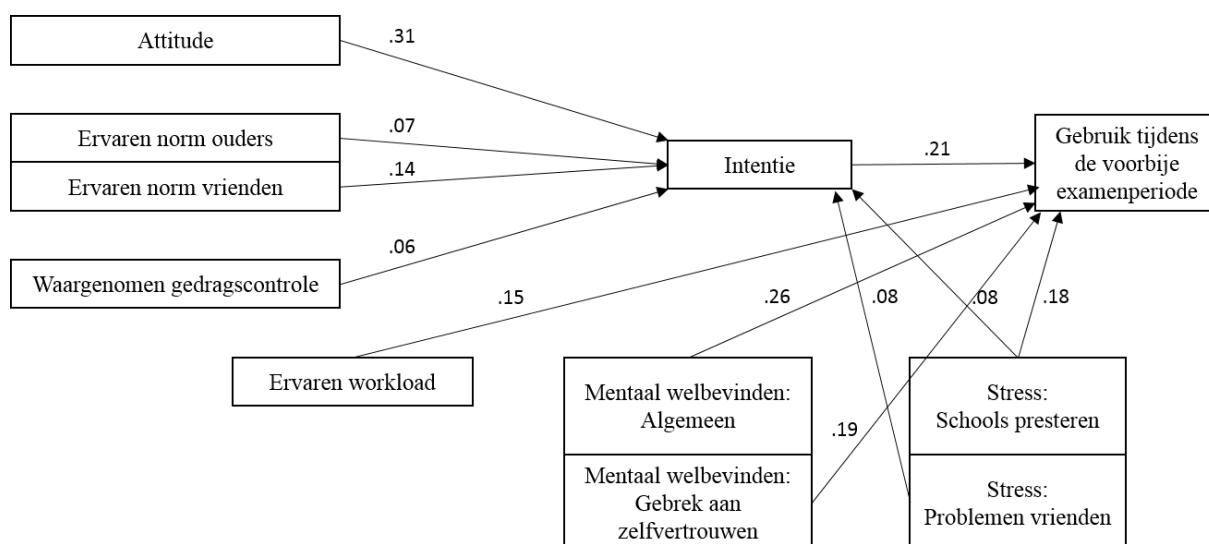 Attitude
.31
Ervaren norm ouders
.07
Ervaren norm vrienden
.14
Waargenomen gedragscontrole
.06
Intentie
.21
Gebruik tijdens
de voorbije
examenperiode
.15
.26
.08
.08
.18
Ervaren workload
Mentaal welbevinden:
Algemeen
.19
Mentaal welbevinden:
Gebrek aan
zelfvertrouwen
Stress:
Schools presteren
Stress:
Problemen vrienden